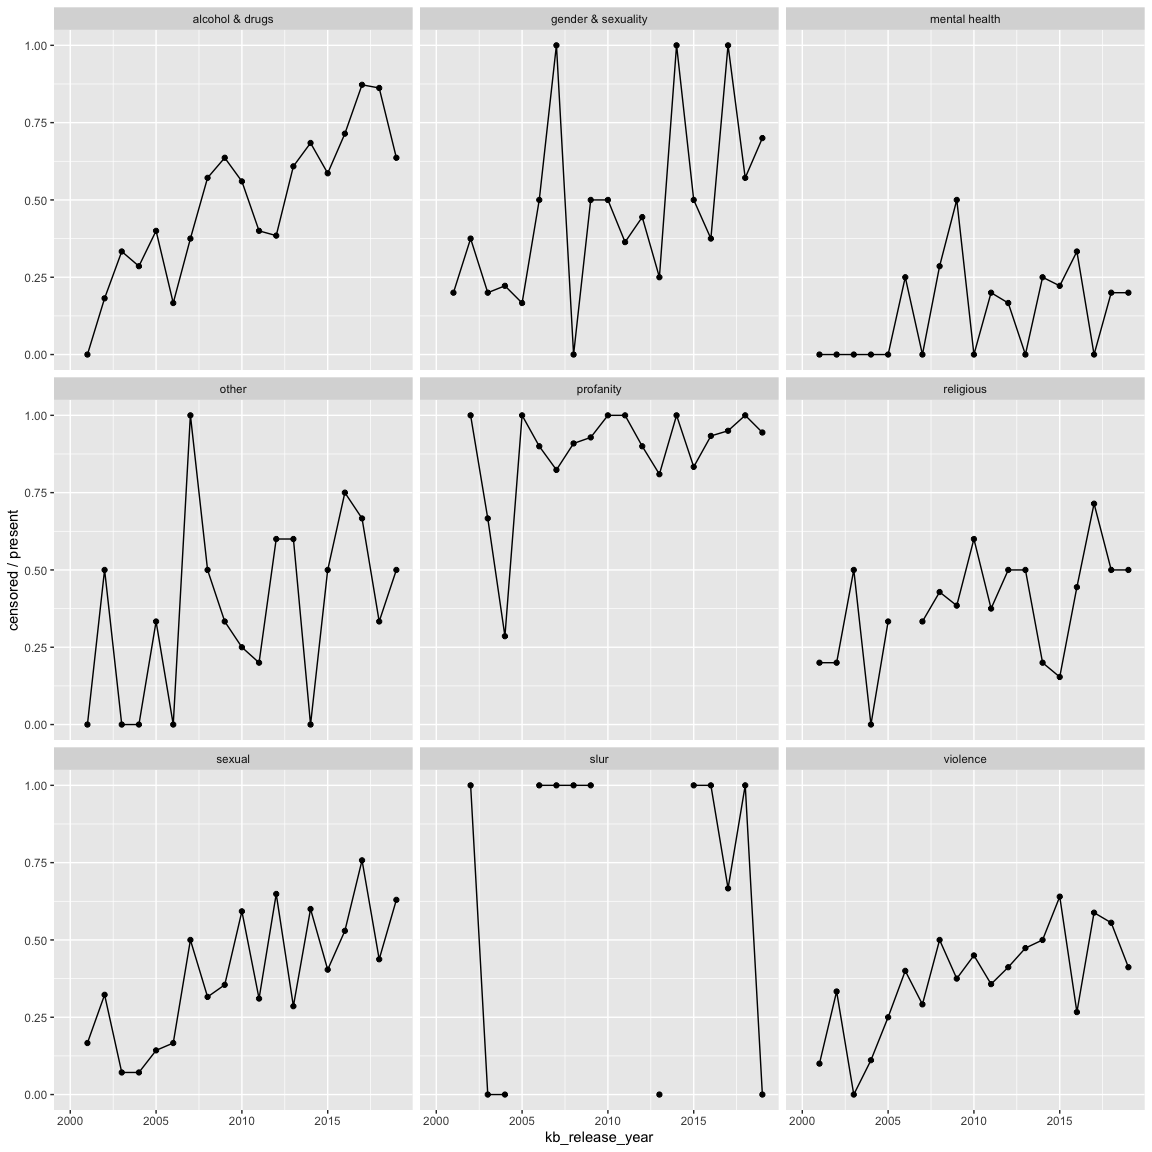 alcohol & drugs gender & sexuality mental health
1.00
0.75
0.50
0.25
0.00
other profanity religious
1.00
0.75
0.50
0.25
0.00
censored / present
sexual slur violence
1.00
0.75
0.50
0.25
0.00
2000 2005 2010 2015 2000 2005 2010 2015 2000 2005 2010 2015
kb_release_year